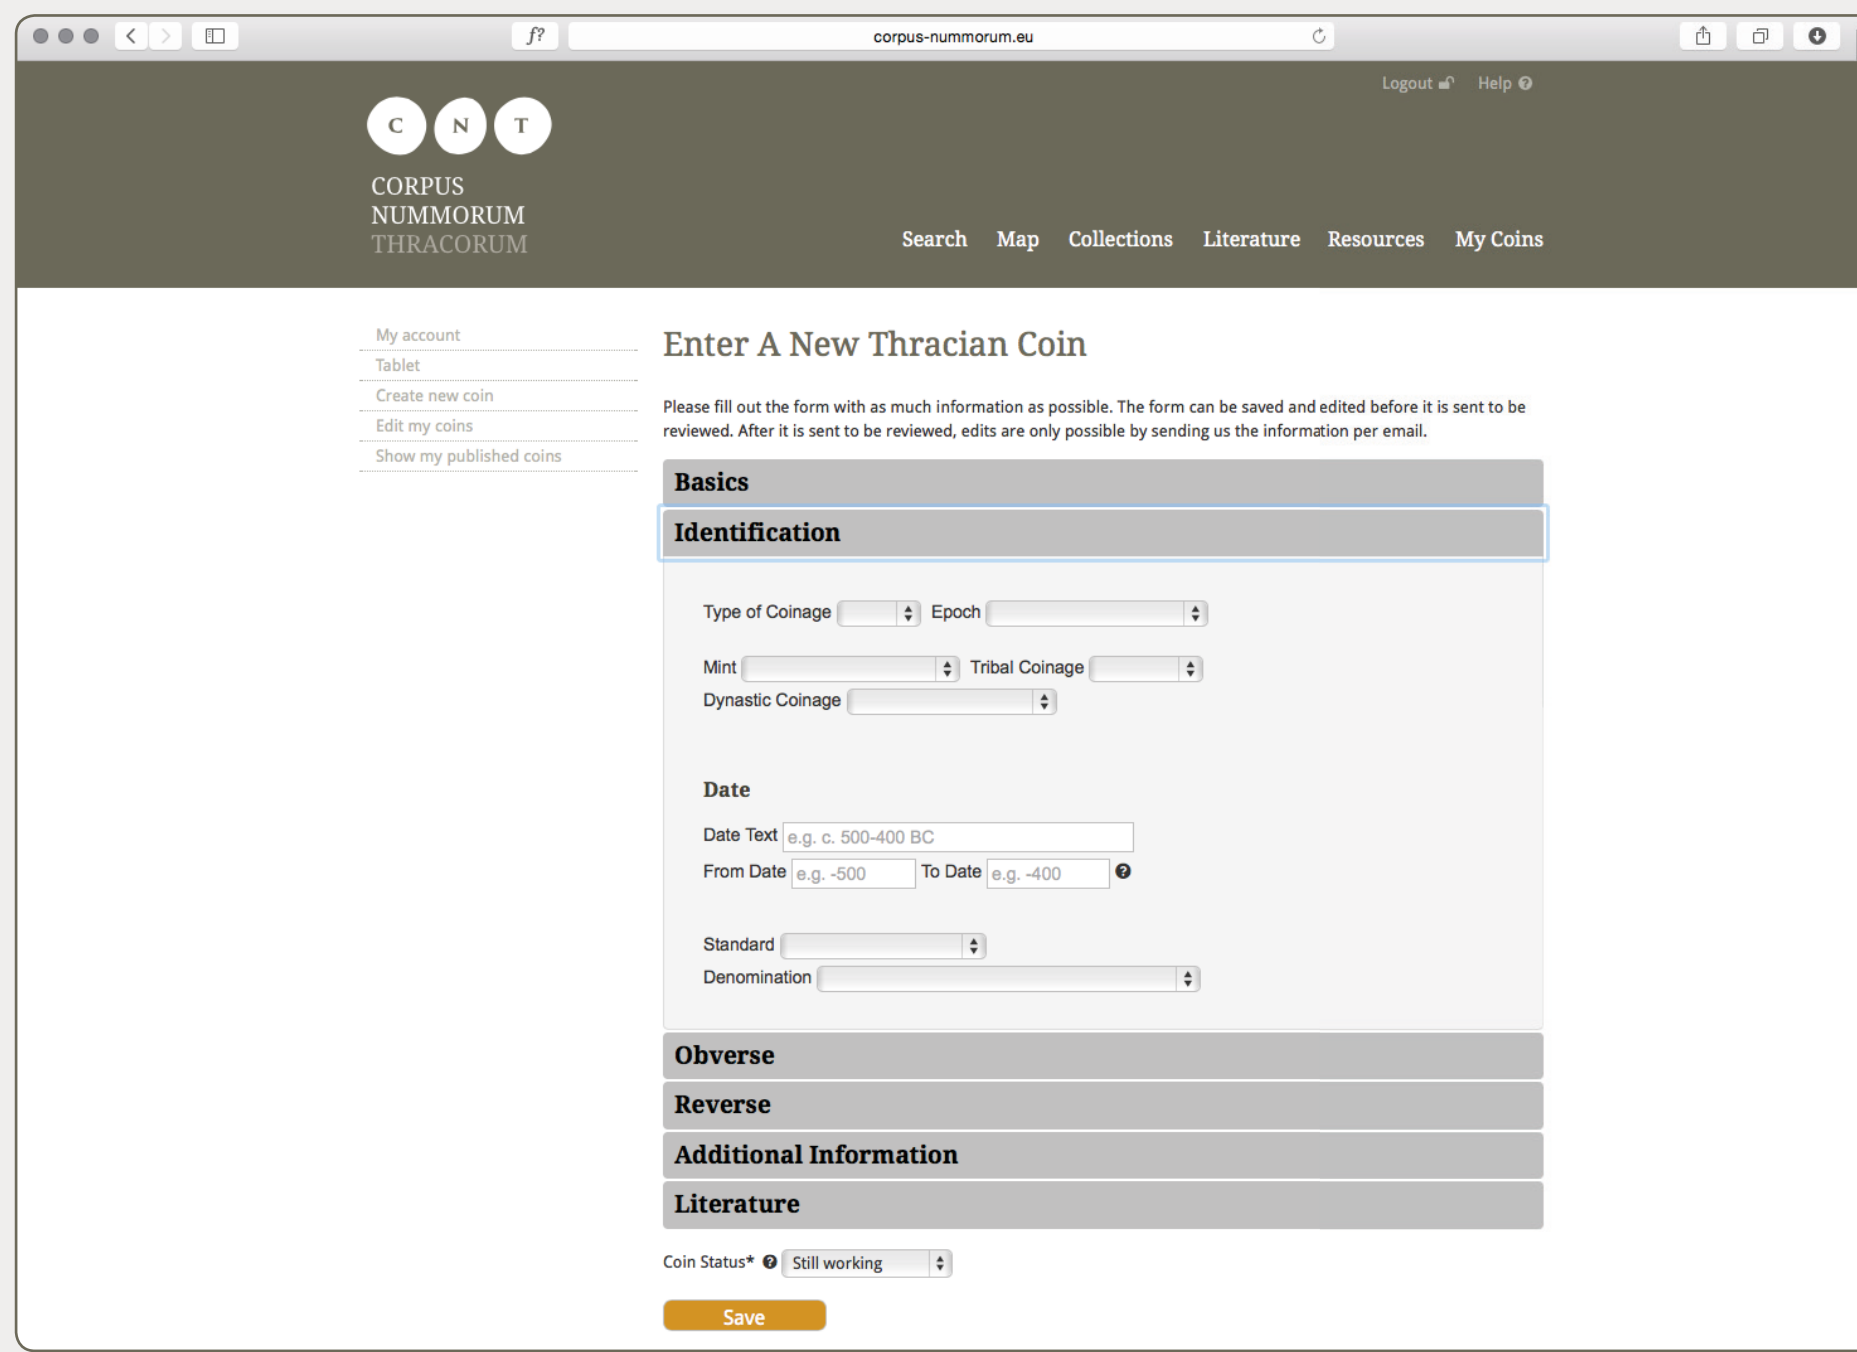 f?
corpus-nummorum.eu
Logout Help
C N T
CORPUS
NUMMORUM
THRACORUM
Search Map Collections Literature Resources My Coins
My account
Tablet
Create new coin
Edit my coins
Show my published coins
Enter A New Thracian Coin
Please fill out the form with as much information as possible. The form can be saved and edited before it is sent to be
reviewed. After it is sent to be reviewed, edits are only possible by sending us the information per email.
Basics
Identification
Type of Coinage Epoch
Mint Tribal Coinage
Dynastic Coinage
Date
Date Text e.g. c. 500-400 BC
From Date e.g. -500 To Date e.g. -400 ?
Standard
Denomination
Obverse
Reverse
Additional Information
Literature
Coin Status* ? Still working
Save